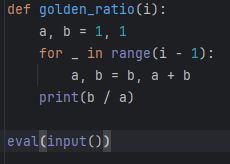 def golden_ratio(i):
    a, b = 1, 1
    for _ in range(i - 1):
        a, b = b, a + b
    print(b / a)

eval(input())